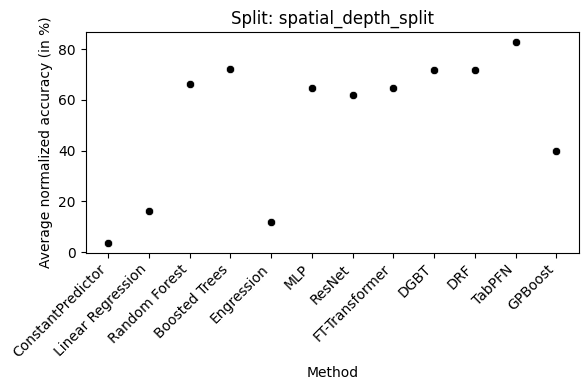 Split: spatial_depth_split
Average normalized accuracy (in %)
80
60
40
20
0
ConstantPredictor
Linear Regression
Random Forest
Boosted Trees
Engression
MLP
ResNet
FT-Transformer
DGBT
DRF
TabPFN
GPBoost
Method